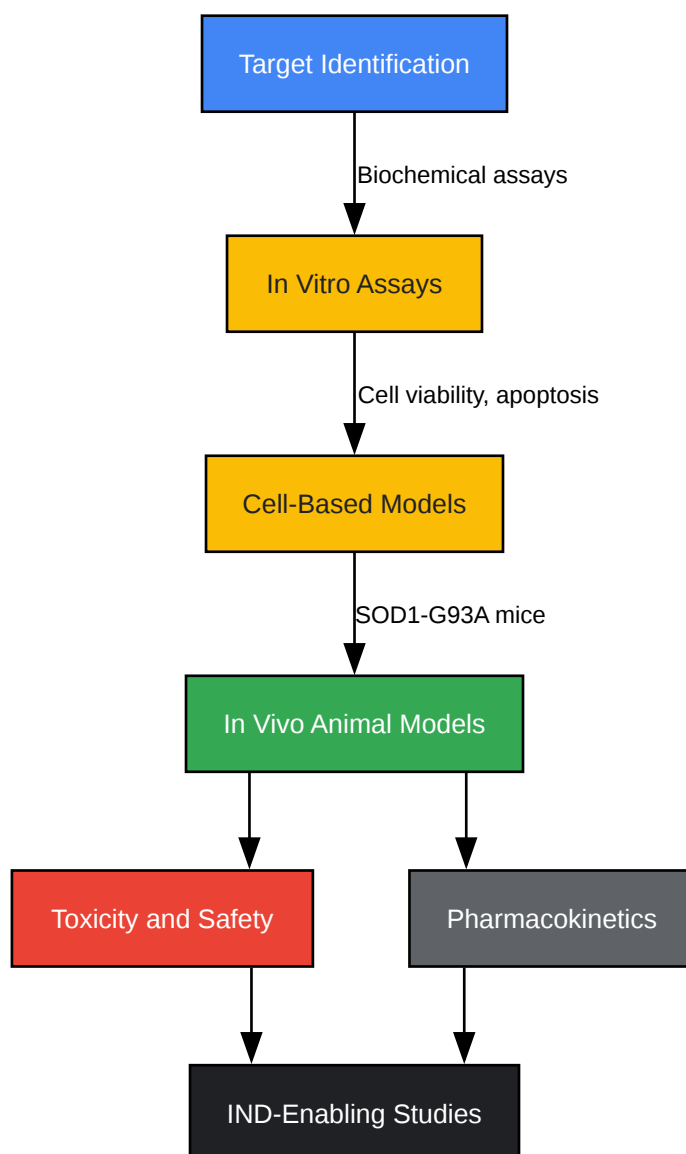 Target Identification
Biochemical assays
In Vitro Assays
Cell viability, apoptosis
Cell-Based Models
SOD1-G93A mice
In Vivo Animal Models
Toxicity and Safety
Pharmacokinetics
IND-Enabling Studies